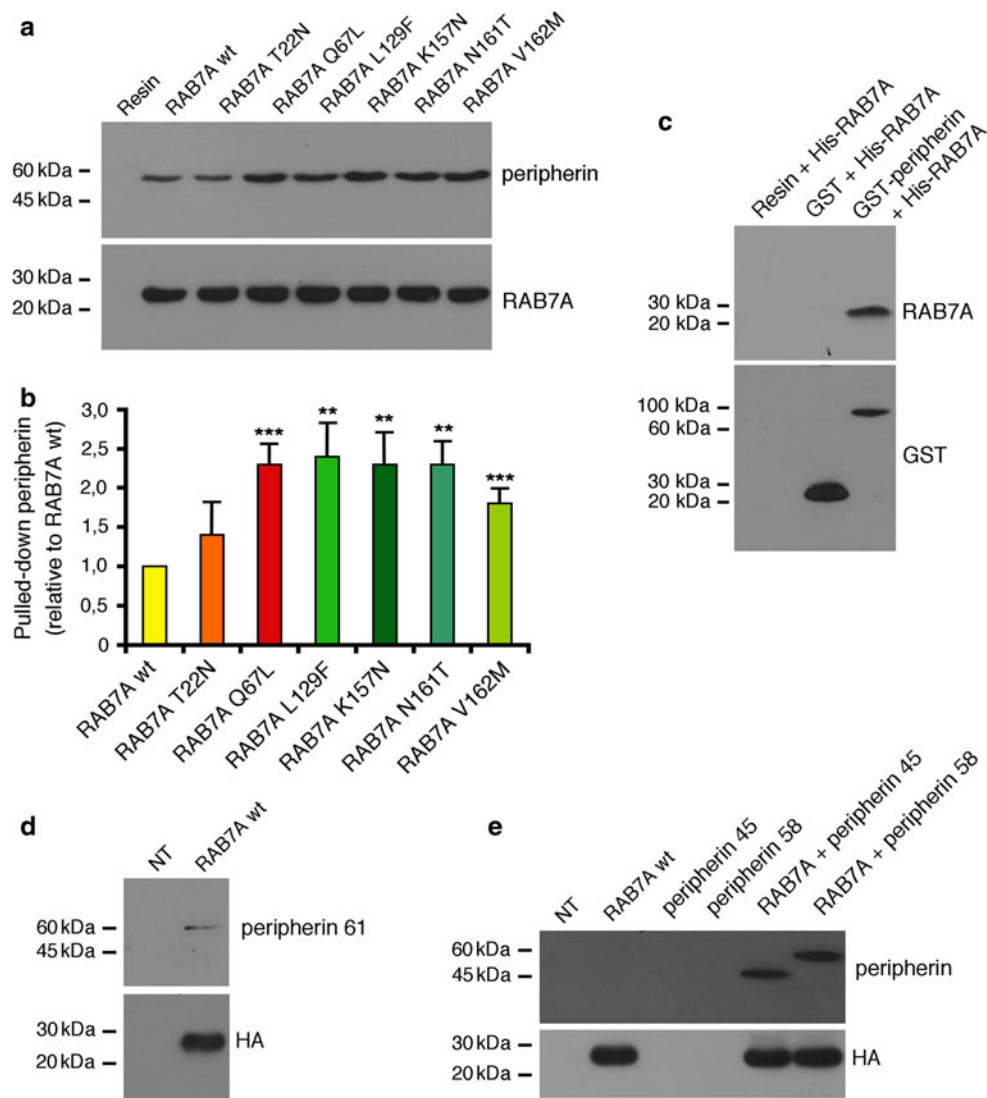 a
Resin
RAB7A wt
RAB7A T22N
RAB7A Q67L
RAB7A L129F
RAB7A K157N
RAB7A N161T
RAB7A V162M
60 kDa
45 kDa
peripherin
30 kDa
20 kDa
RAB7A
b
Pulled-down peripherin
(relative to RAB7A wt)
3,0
2,5
2,0
1,5
1,0
0,5
0
***
**
**
**
***
RAB7A wt
RAB7A T22N
RAB7A Q67L
RAB7A L129F
RAB7A K157N
RAB7A N161T
RAB7A V162M
c
Resin + His-RAB7A
GST + His-RAB7A
GST-peripherin
+ His-RAB7A
30 kDa
20 kDa
RAB7A
100 kDa
60 kDa
30 kDa
20 kDa
GST
d
NT
RAB7A wt
60 kDa
45 kDa
peripherin 61
30 kDa
20 kDa
HA
e
NT
RAB7A wt
peripherin 45
peripherin 58
RAB7A + peripherin 45
RAB7A + peripherin 58
60 kDa
45 kDa
peripherin
30 kDa
20 kDa
HA